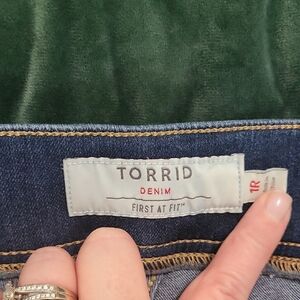 TORRID
DENIM
FIRST AT FIT™
1R